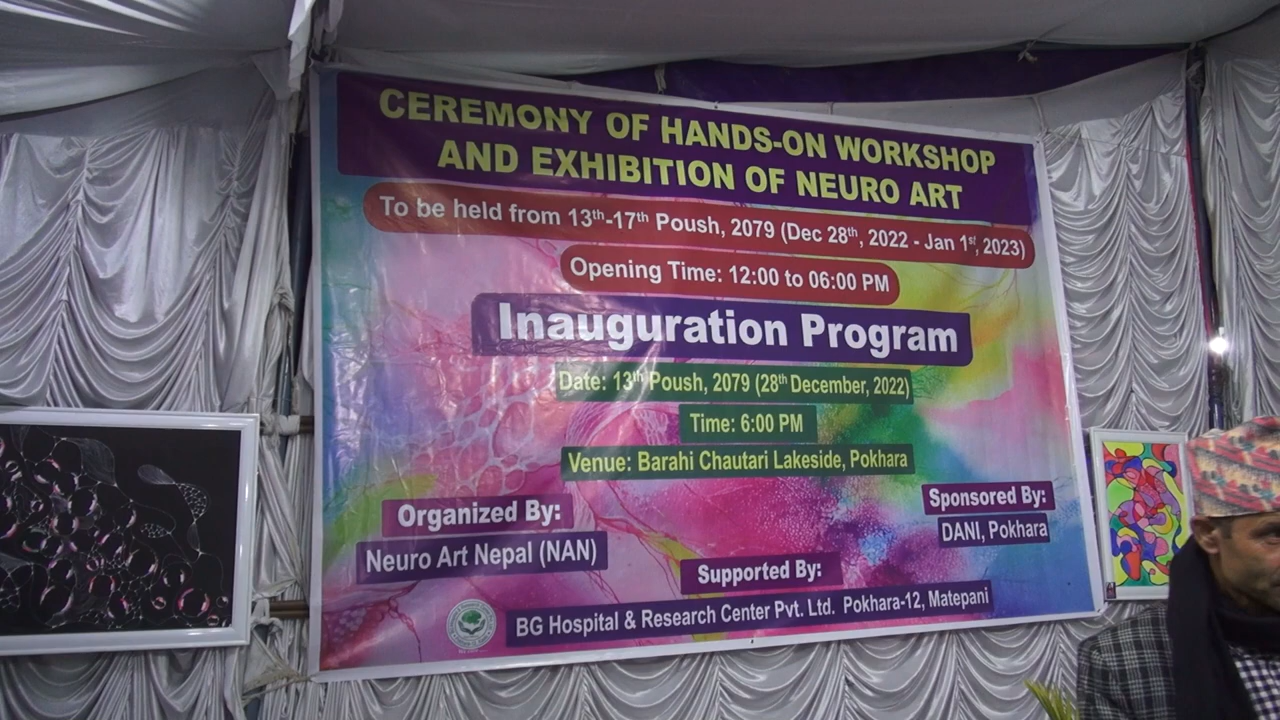 CEREMONY OF HANDS-ON WORKSHOP
AND EXHIBITION OF NEURO ART
To be held from 13th-17th Poush, 2079 (Dec 28th, 2022 - Jan 1st, 2023)
Opening Time: 12:00 to 06:00 PM
Inauguration Program
Date: 13th Poush, 2079 (28th December, 2022)
Time: 6:00 PM
Venue: Barahi Chautari Lakeside, Pokhara
Organized By:
Neuro Art Nepal (NAN)
Sponsored By:
DANI, Pokhara
Supported By:
BG Hospital & Research Center Pvt. Ltd. Pokhara-12, Matepani